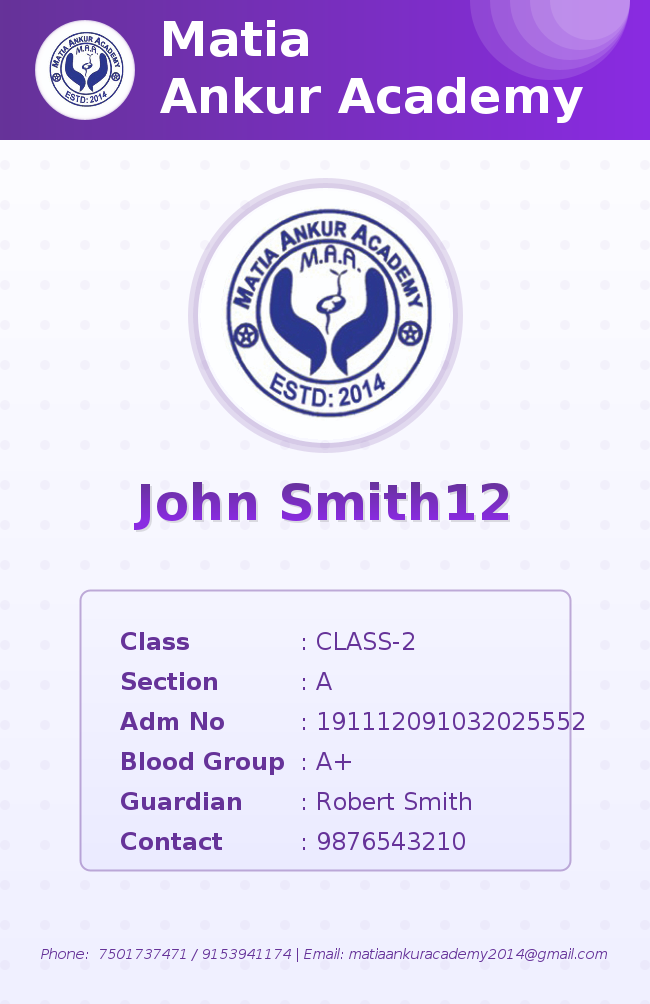 MATIA ANKUR ACADEMY
M.A.A.
ESTD: 2014
Matia
Ankur Academy
MATIA ANKUR ACADEMY
M.A.A.
ESTD: 2014
John Smith12
Class : CLASS-2
Section : A
Adm No : 191112091032025552
Blood Group : A+
Guardian : Robert Smith
Contact : 9876543210
Phone: 7501737471 / 9153941174 | Email: matiaankuracademy2014@gmail.com